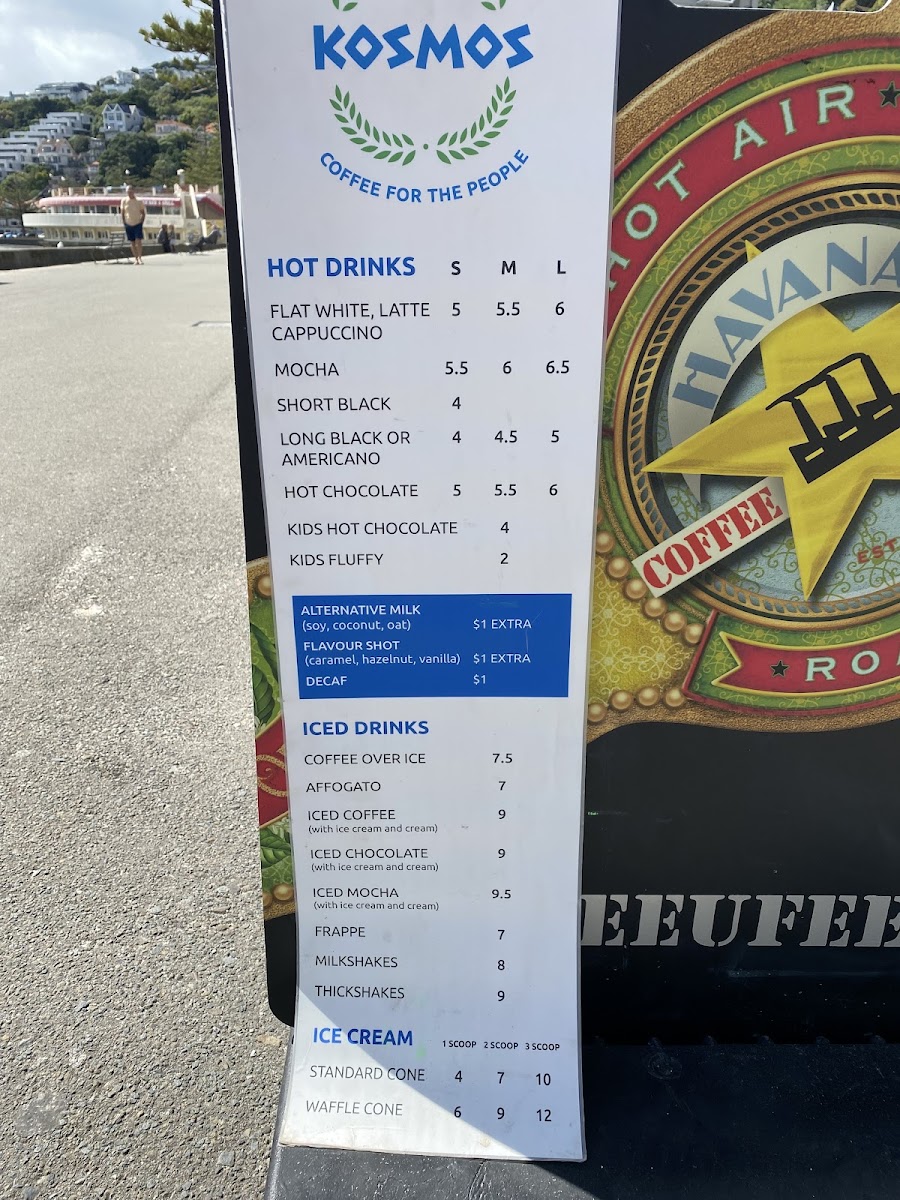 KOSMOS
COFFEE FOR THE PEOPLE
HOT DRINKS S M L
FLAT WHITE, LATTE 5 5.5 6
CAPPUCCINO
MOCHA 5.5 6 6.5
SHORT BLACK 4
LONG BLACK OR 4 4.5 5
AMERICANO
HOT CHOCOLATE 5 5.5 6
KIDS HOT CHOCOLATE 4
KIDS FLUFFY 2
ALTERNATIVE MILK
(soy, coconut, oat) $1 EXTRA
FLAVOUR SHOT
(caramel, hazelnut, vanilla) $1 EXTRA
DECAF $1
ICED DRINKS
COFFEE OVER ICE 7.5
AFFOGATO 7
ICED COFFEE 9
(with ice cream and cream)
ICED CHOCOLATE 9
(with ice cream and cream)
ICED MOCHA 9.5
(with ice cream and cream)
FRAPPE 7
MILKSHAKES 8
THICKSHAKES 9
ICE CREAM 1 SCOOP 2 SCOOP 3 SCOOP
STANDARD CONE 4 7 10
WAFFLE CONE 6 9 12
HOT AIR
HAVANA
COFFEE
EST
RO
EEUFEE